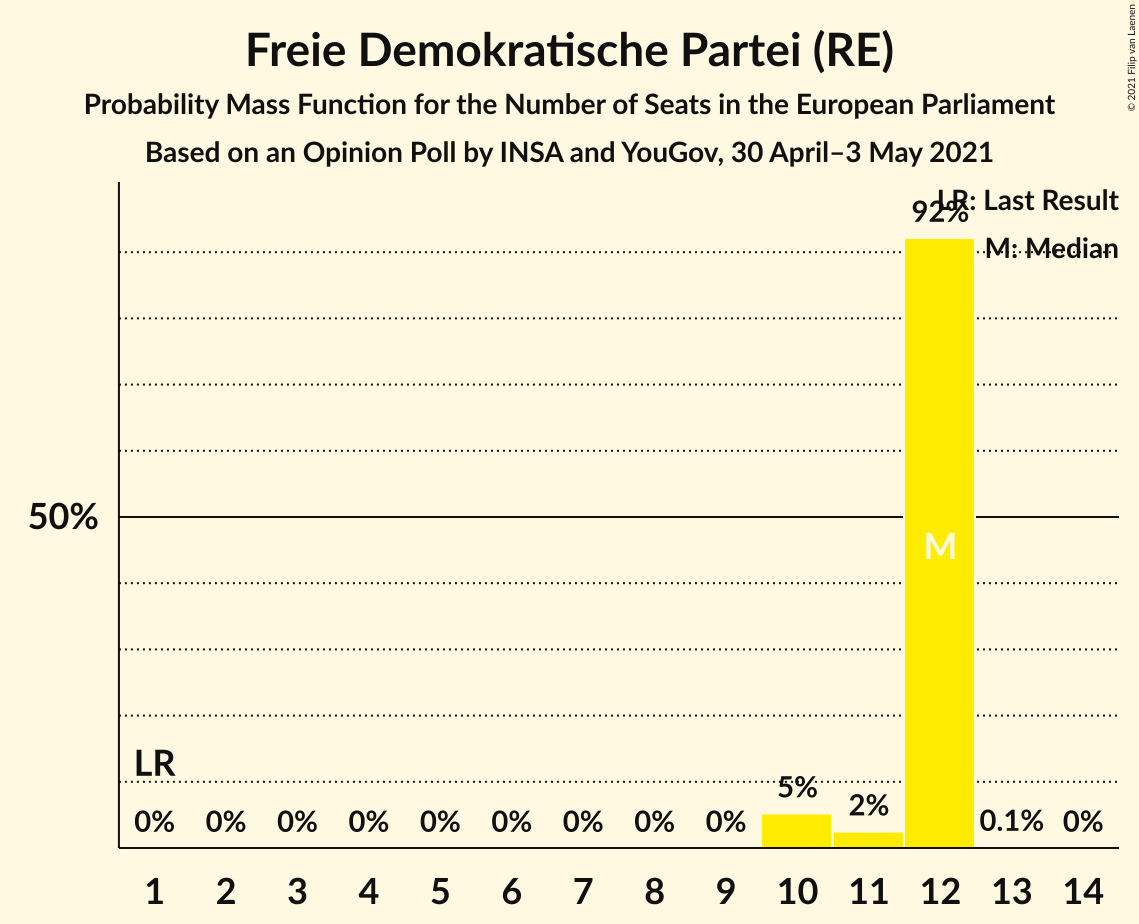 Freie Demokratische Partei (RE)
Probability Mass Function for the Number of Seats in the European Parliament
Based on an Opinion Poll by INSA and YouGov, 30 April–3 May 2021
© 2021 Filip van Laenen
LR: Last Result
92%
M: Median
50%
M
LR
5%
2%
0% 0% 0% 0% 0% 0% 0% 0% 0% 0.1% 0%
1 2 3 4 5 6 7 8 9 10 11 12 13 14